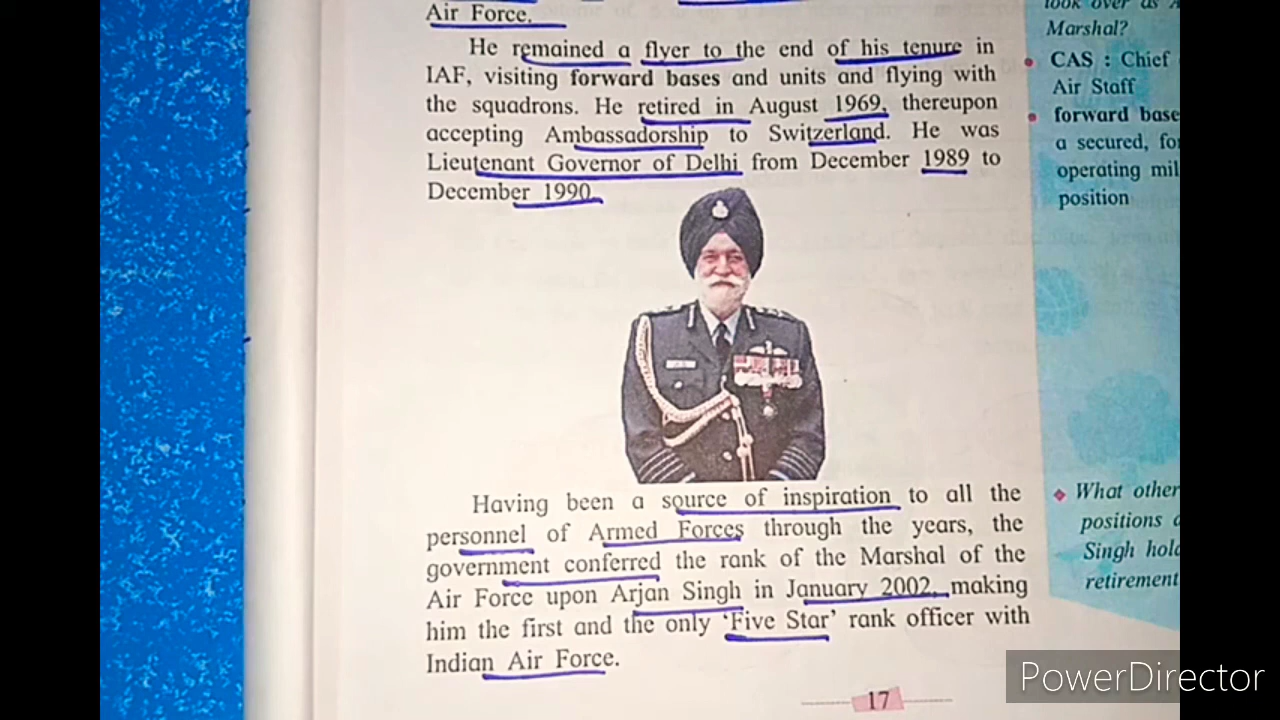 Air Force.
He remained a flyer to the end of his tenure in
IAF, visiting forward bases and units and flying with
the squadrons. He retired in August 1969, thereupon
accepting Ambassadorship to Switzerland. He was
Lieutenant Governor of Delhi from December 1989 to
December 1990.
Having been a source of inspiration to all the
personnel of Armed Forces through the years, the
government conferred the rank of the Marshal of the
Air Force upon Arjan Singh in January 2002, making
him the first and the only ‘Five Star’ rank officer with
Indian Air Force.
17
look over as
Marshal?
CAS : Chief
Air Staff
forward base
a secured,
operating
position
What other
positions
Singh
retirement
PowerDirector